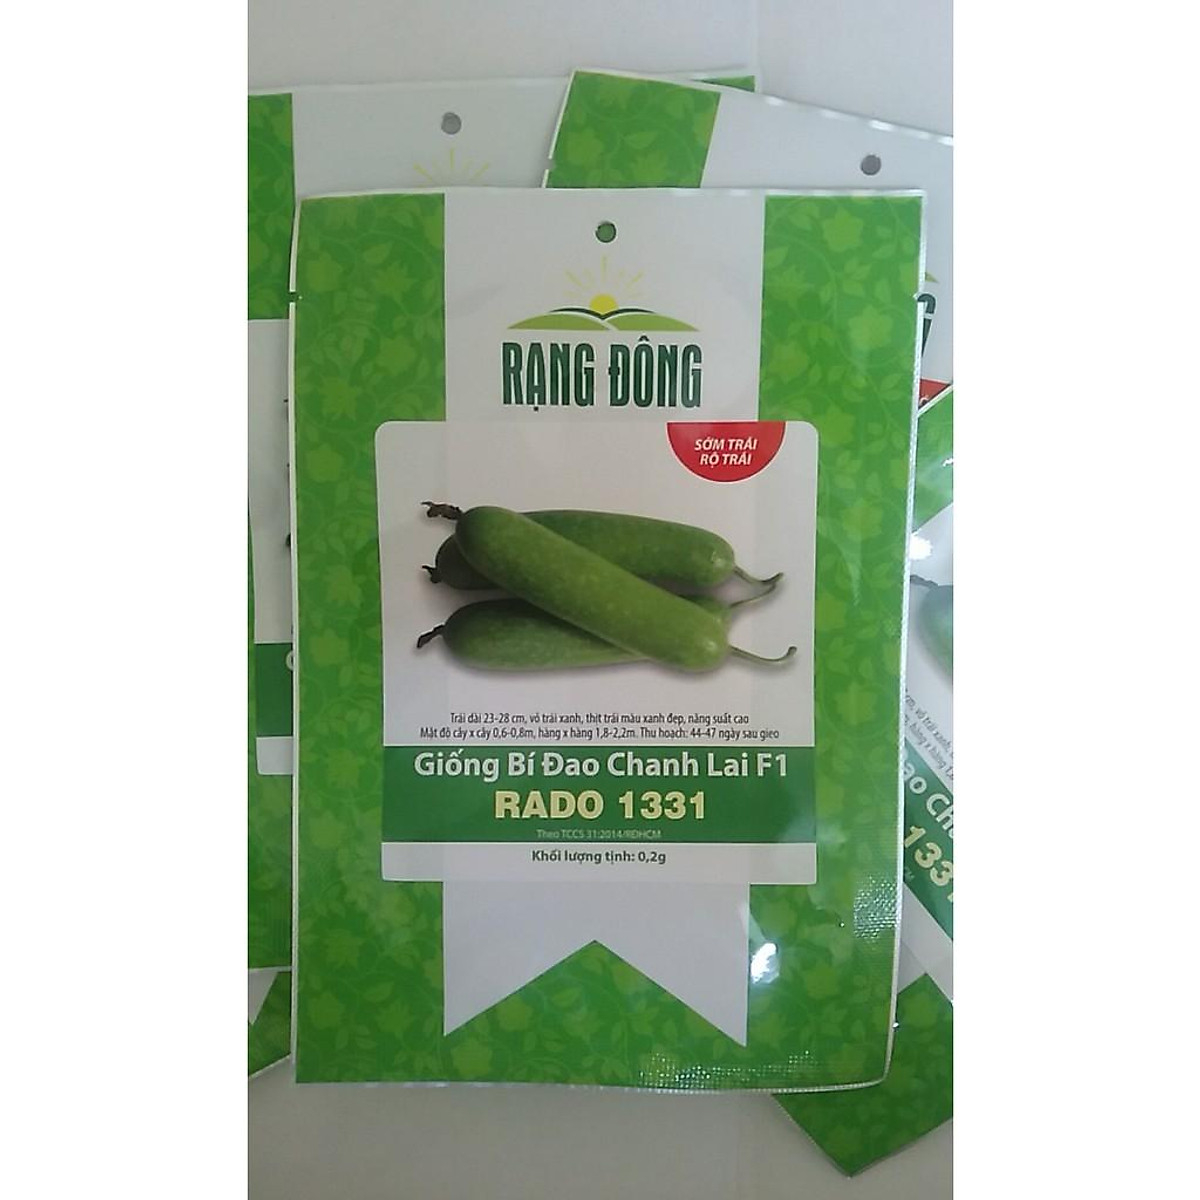 RẠNG ĐÔNG
SỚM TRÁI
RỘ TRÁI
Trái dài 23-28 cm, vỏ trái xanh, thịt trái màu xanh đẹp, năng suất cao
Mật độ cây x cây 0,6-0,8m, hàng x hàng 1,8-2,2m. Thu hoạch: 44-47 ngày sau gieo
Giống Bí Đao Chanh Lai F1
RADO 1331
Theo TCCS 31:2014/RĐHCM
Khối lượng tịnh: 0,2g